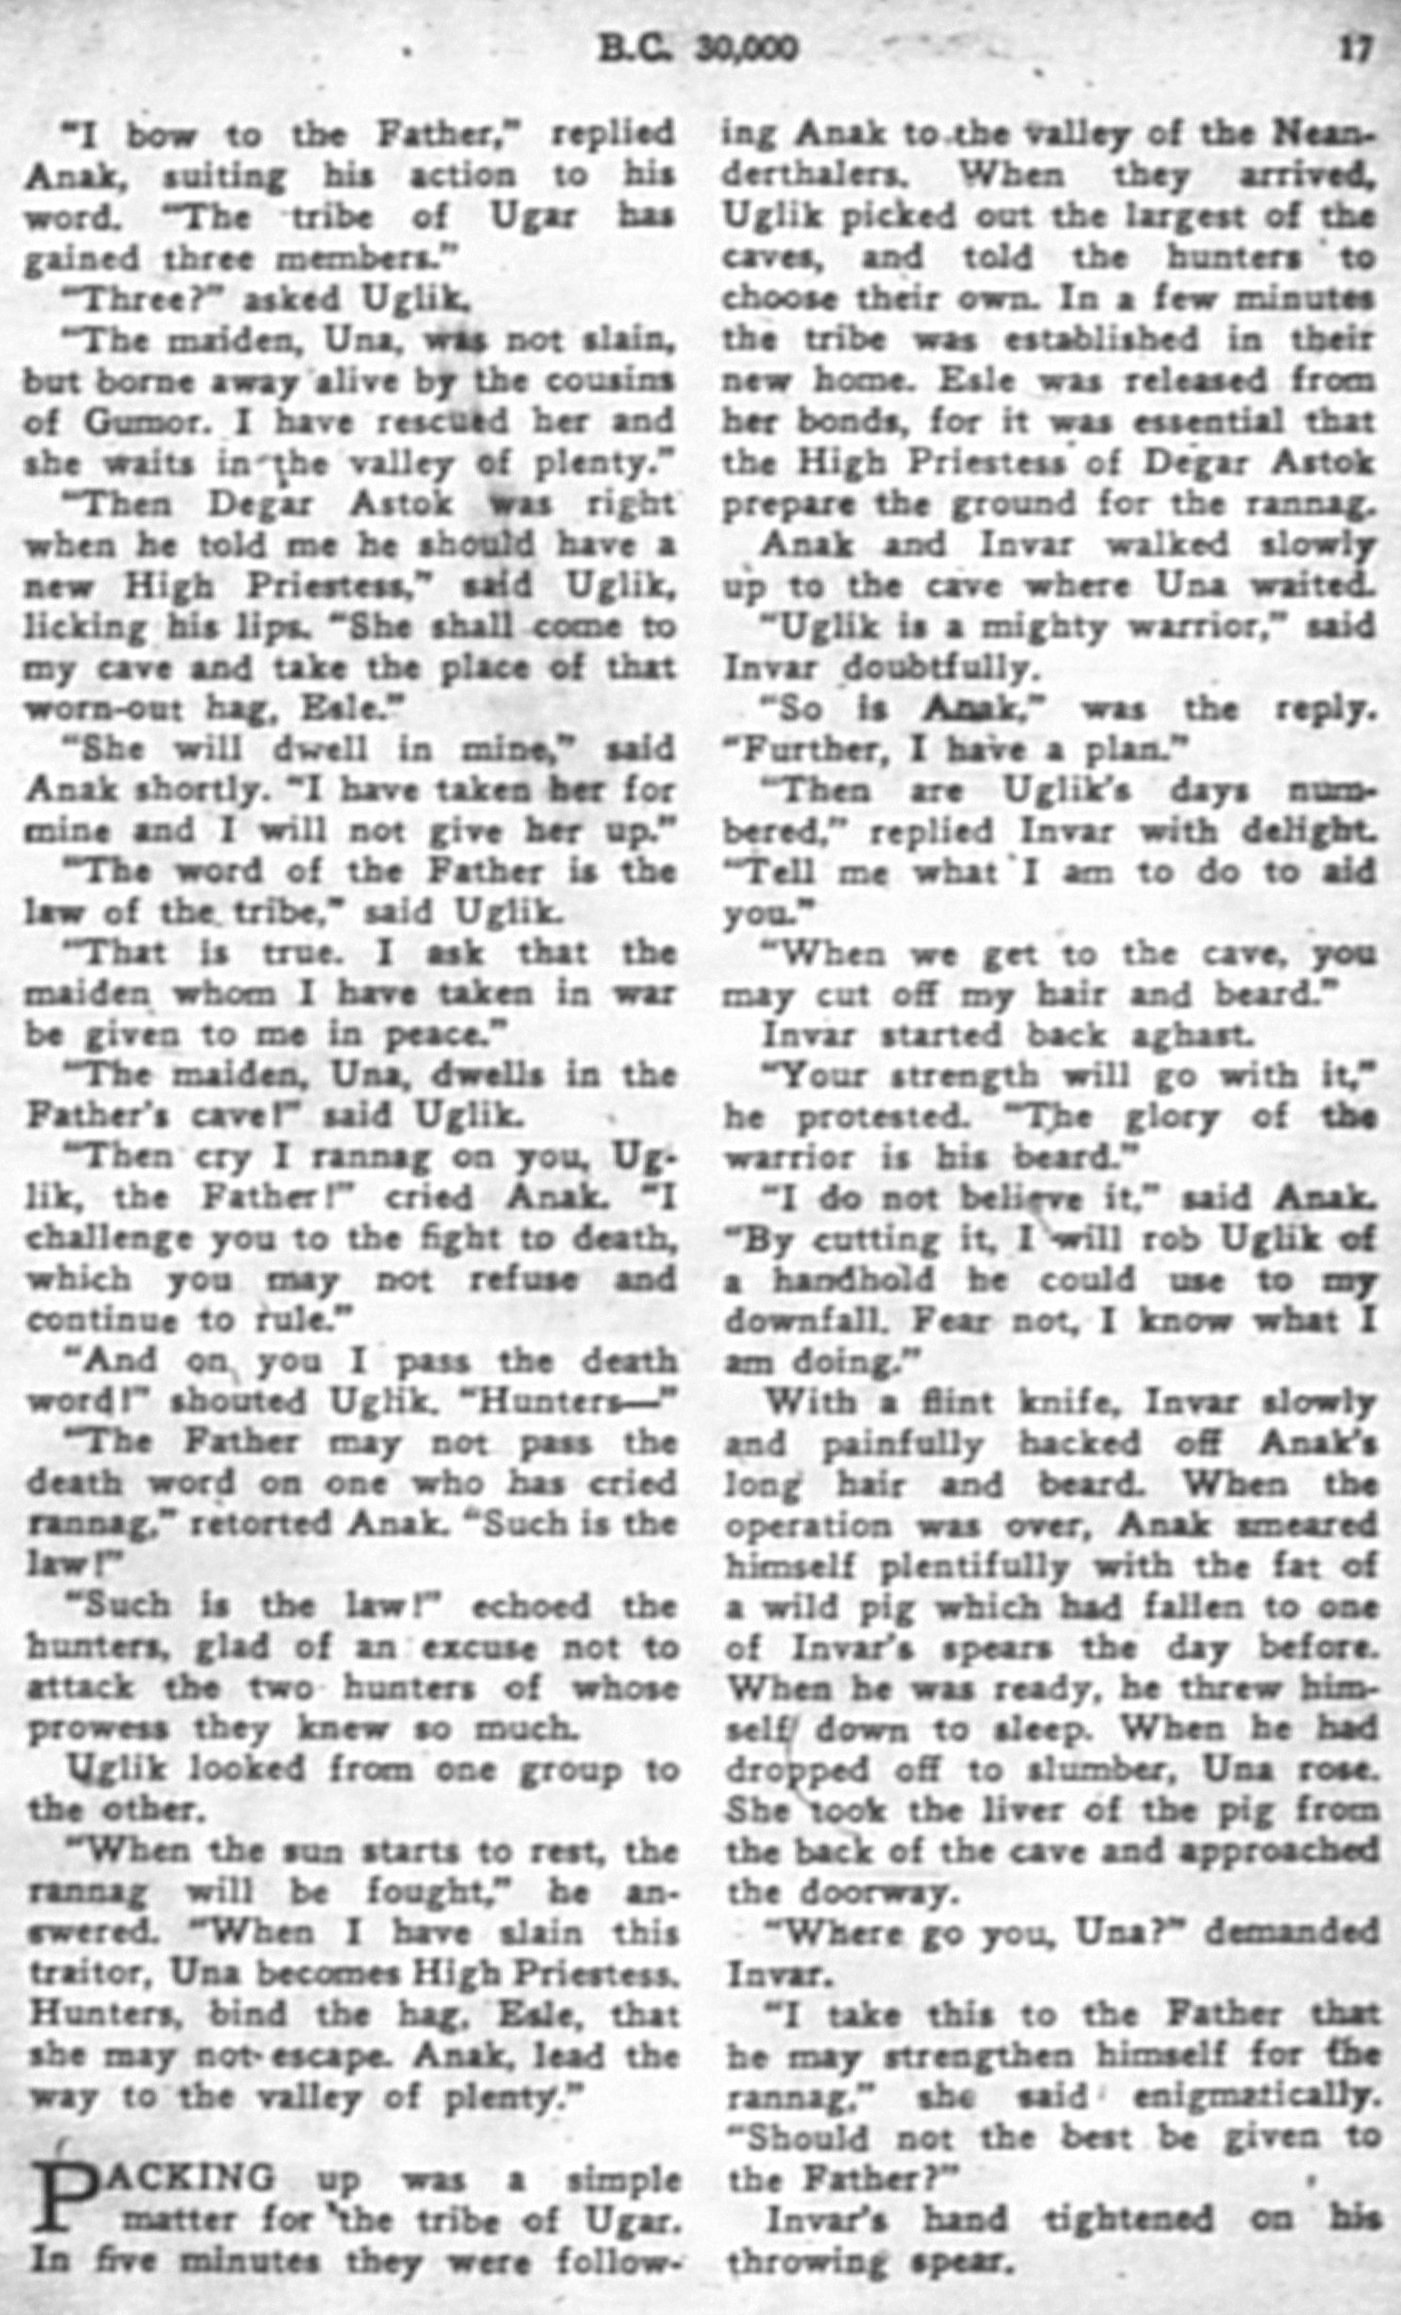 B.C. 30,000
17
"I bow to the Father," replied
Anak, suiting his action to his
word. "The tribe of Ugar has
gained three members."
"Three?" asked Uglik.
"The maiden, Una, was not slain,
but borne away alive by the cousins
of Gumor. I have rescued her and
she waits in the valley of plenty."
"Then Degar Astok was right
when he told me he should have a
new High Priestess," said Uglik,
licking his lips. "She shall come to
my cave and take the place of that
worn-out hag, Esle."
"She will dwell in mine," said
Anak shortly. "I have taken her for
mine and I will not give her up."
"The word of the Father is the
law of the tribe," said Uglik.
"That is true. I ask that the
maiden whom I have taken in war
be given to me in peace."
"The maiden, Una, dwells in the
Father's cave!" said Uglik.
"Then cry I rannag on you, Ug-
lik, the Father!" cried Anak. "I
challenge you to the fight to death,
which you may not refuse and
continue to rule."
"And on you I pass the death
word!" shouted Uglik. "Hunters—"
"The Father may not pass the
death word on one who has cried
rannag," retorted Anak. "Such is the
law!"
"Such is the law!" echoed the
hunters, glad of an excuse not to
attack the two hunters of whose
prowess they knew so much.
Uglik looked from one group to
the other.
"When the sun starts to rest, the
rannag will be fought," he an-
swered. "When I have slain this
traitor, Una becomes High Priestess.
Hunters, bind the hag, Esle, that
she may not escape. Anak, lead the
way to the valley of plenty."
PACKING up was a simple
matter for the tribe of Ugar.
In five minutes they were follow-
ing Anak to the valley of the Nean-
derthalers. When they arrived,
Uglik picked out the largest of the
caves, and told the hunters to
choose their own. In a few minutes
the tribe was established in their
new home. Esle was released from
her bonds, for it was essential that
the High Priestess of Degar Astok
prepare the ground for the rannag.
Anak and Invar walked slowly
up to the cave where Una waited.
"Uglik is a mighty warrior," said
Invar doubtfully.
"So is Anak," was the reply.
"Further, I have a plan."
"Then are Uglik's days num-
bered," replied Invar with delight.
"Tell me what I am to do to aid
you."
"When we get to the cave, you
may cut off my hair and beard."
Invar started back aghast.
"Your strength will go with it,"
he protested. "The glory of the
warrior is his beard."
"I do not believe it," said Anak.
"By cutting it, I will rob Uglik of
a handhold he could use to my
downfall. Fear not, I know what I
am doing."
With a flint knife, Invar slowly
and painfully hacked off Anak's
long hair and beard. When the
operation was over, Anak smeared
himself plentifully with the fat of
a wild pig which had fallen to one
of Invar's spears the day before.
When he was ready, he threw him-
self down to sleep. When he had
dropped off to slumber, Una rose.
She took the liver of the pig from
the back of the cave and approached
the doorway.
"Where go you, Una?" demanded
Invar.
"I take this to the Father that
he may strengthen himself for the
rannag," she said enigmatically.
"Should not the best be given to
the Father?"
Invar's hand tightened on his
throwing spear.